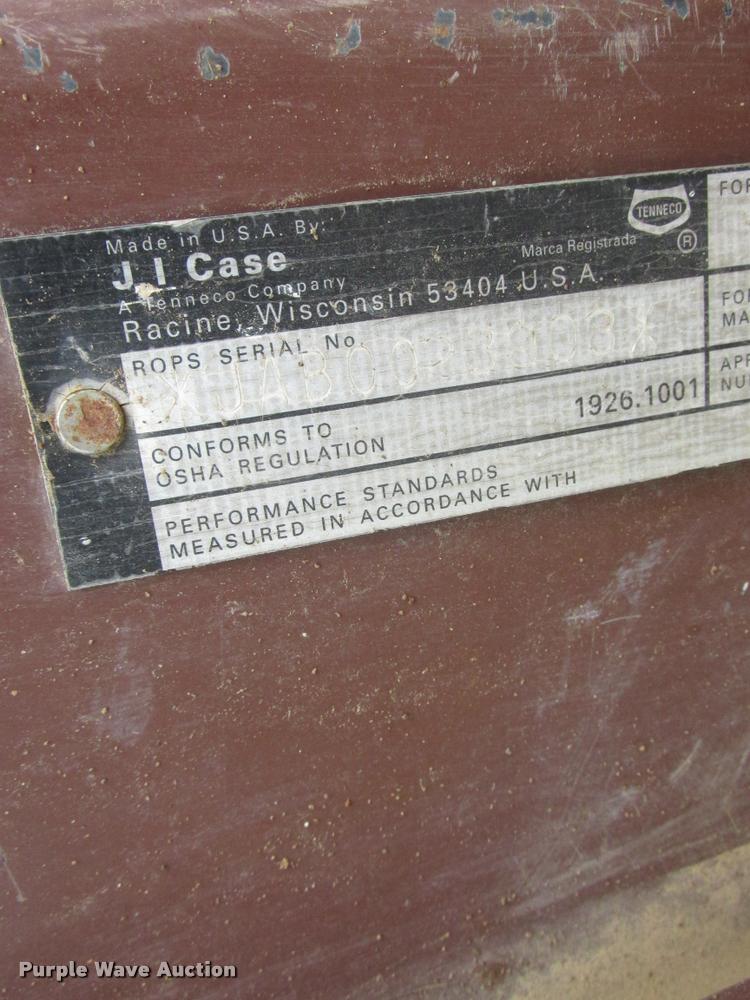 Made in U.S.A. By:
J I Case
A Tenneco Company
Racine, Wisconsin 53404 U.S.A.
Marca Registrada
TENNECO
®
ROPS SERIAL No.
CONFORMS TO
OSHA REGULATION
1926.1001
PERFORMANCE STANDARDS
MEASURED IN ACCORDANCE WITH
Purple Wave Auction